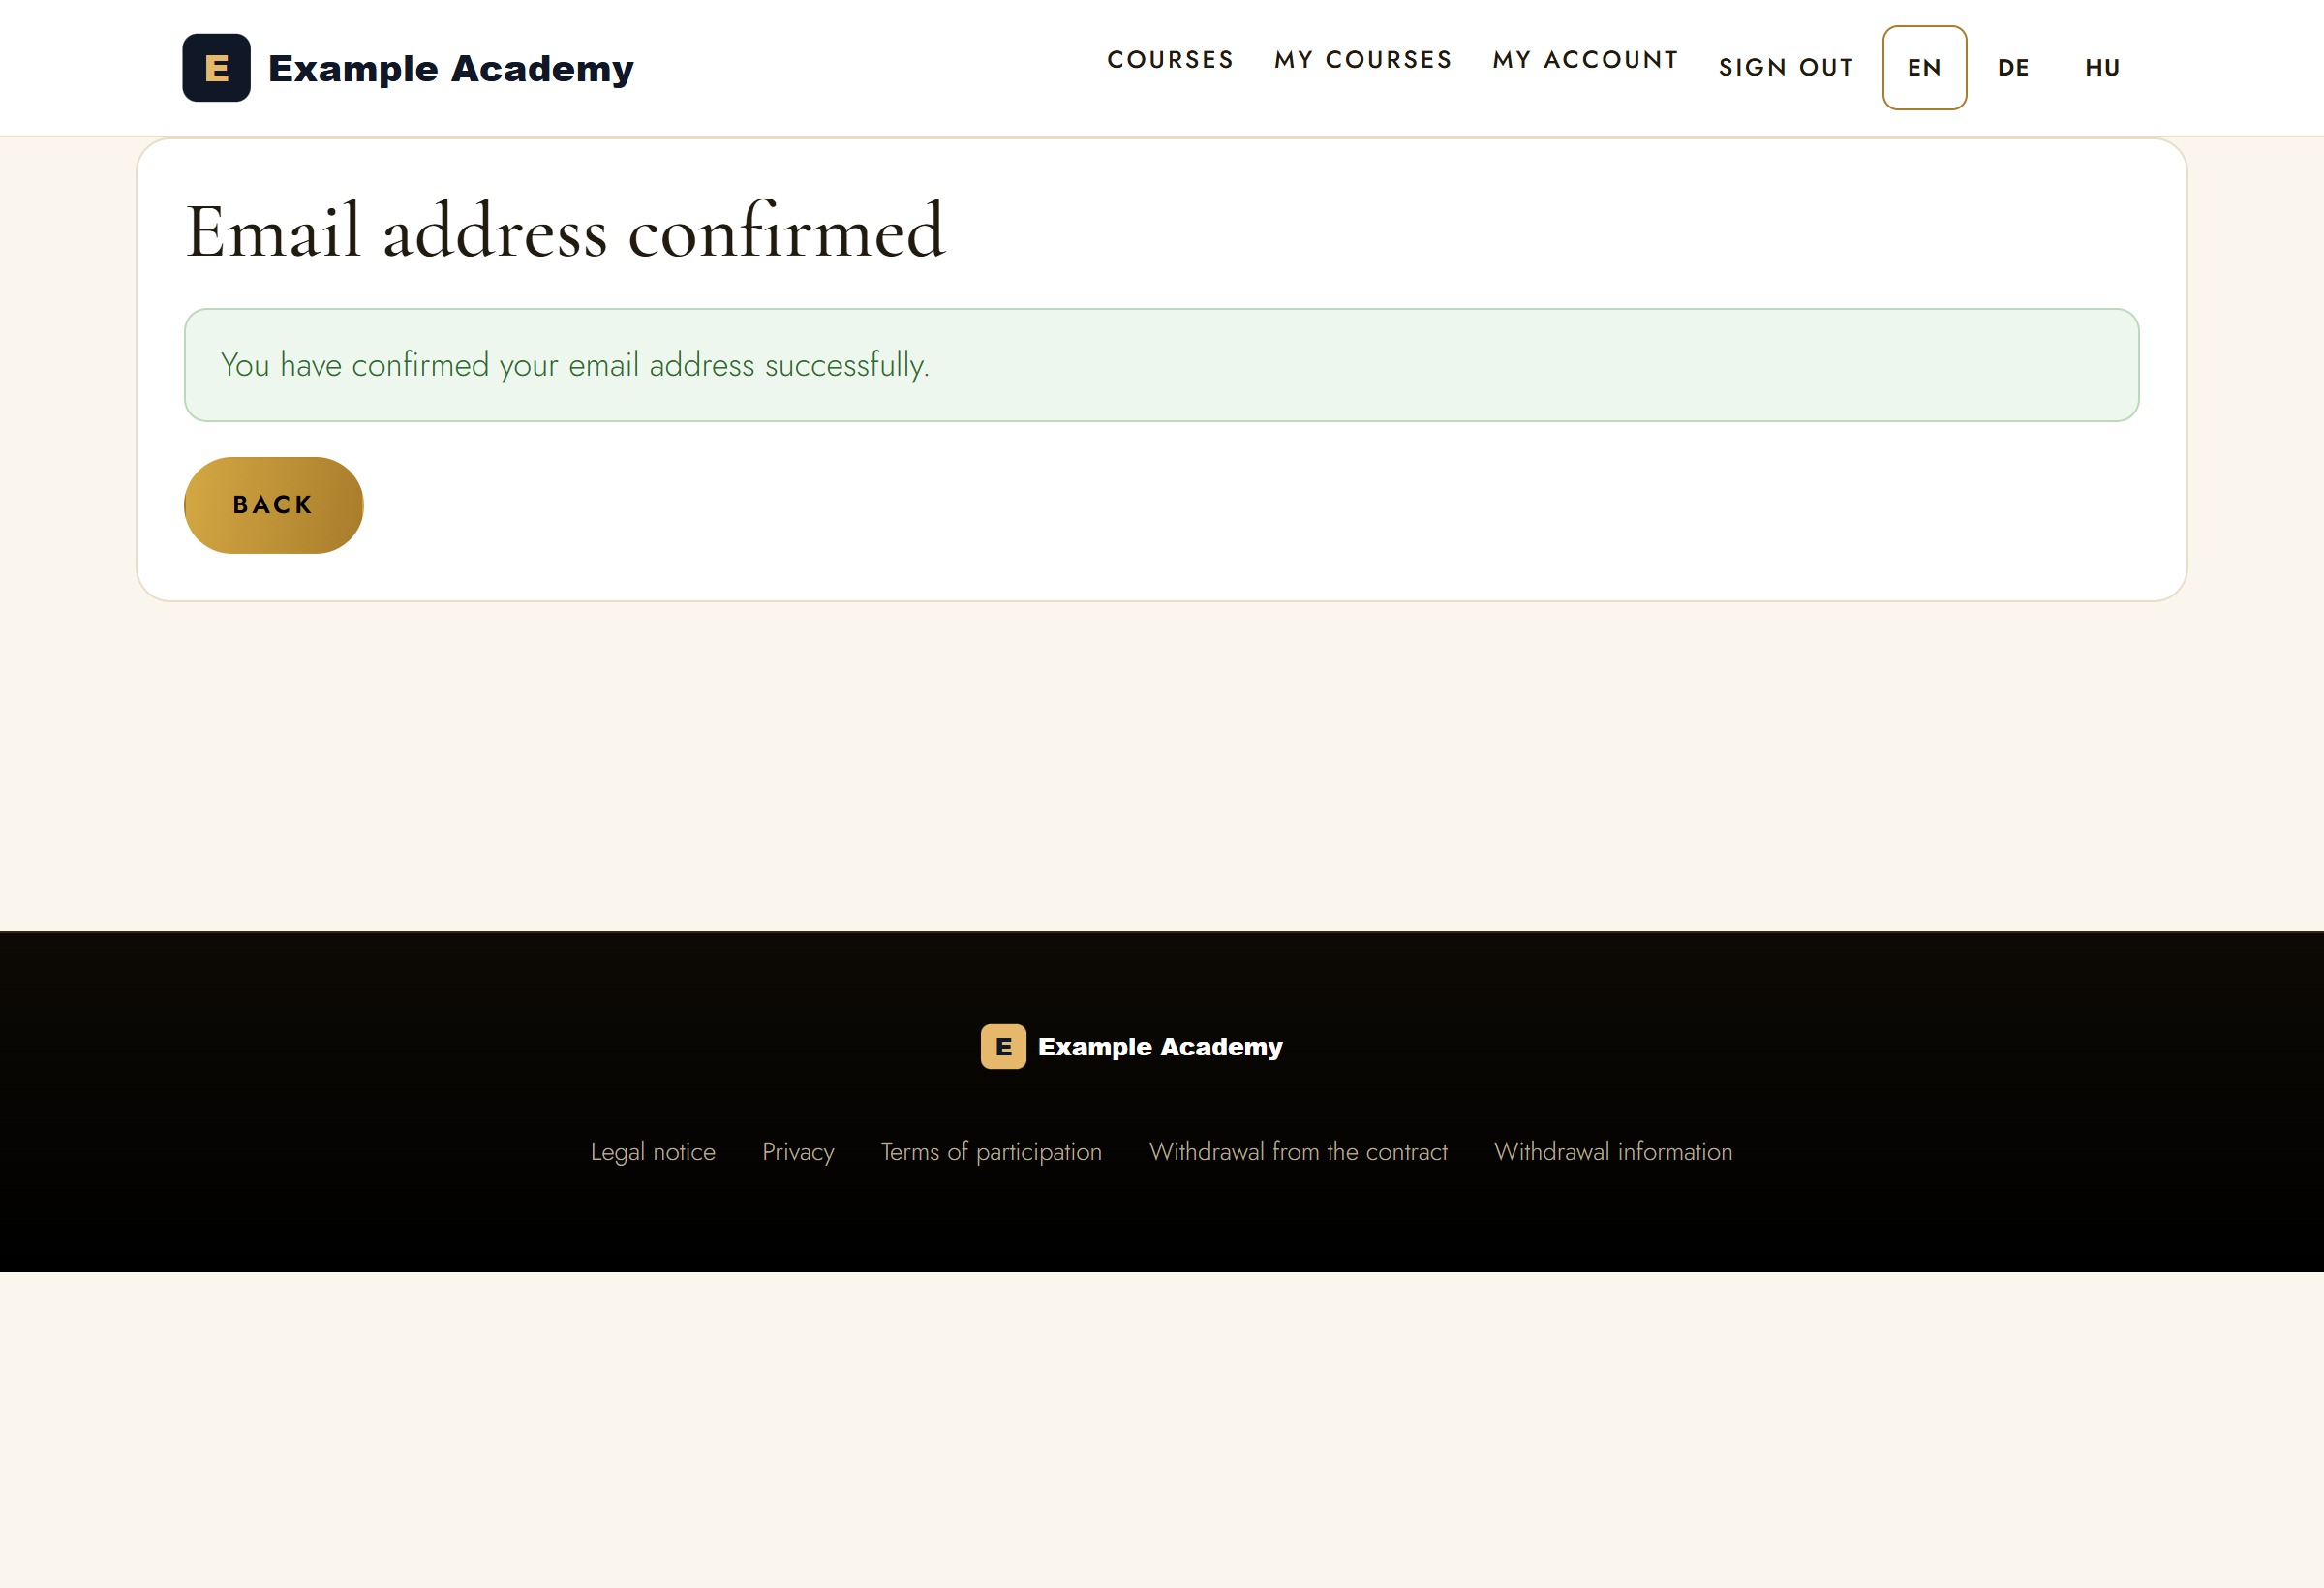 E Example Academy
COURSES MY COURSES MY ACCOUNT SIGN OUT EN DE HU
Email address confirmed
You have confirmed your email address successfully.
BACK
E Example Academy
Legal notice Privacy Terms of participation Withdrawal from the contract Withdrawal information